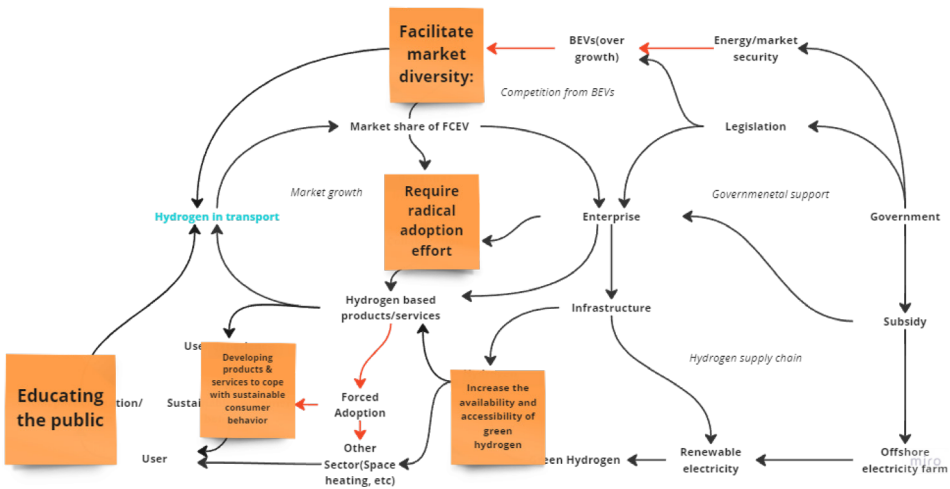 Facilitate
market
diversity:
BEVs(over
growth)
Energy/market
security
Competition from BEVs
Market share of FCEV
Legislation
Market growth
Require
radical
adoption
effort
Governmenetal support
Hydrogen in transport
Enterprise
Government
Hydrogen based
products/services
Infrastructure
Subsidy
Developing
products &
services to cope
with sustainable
consumer
behavior
Hydrogen supply chain
Educating
the public
Forced
Adoption
Increase the
availability and
accessibility of
green
hydrogen
User
Other
Sector(Space
heating, etc)
Hydrogen
Renewable
electricity
Offshore
electricity farm
miro